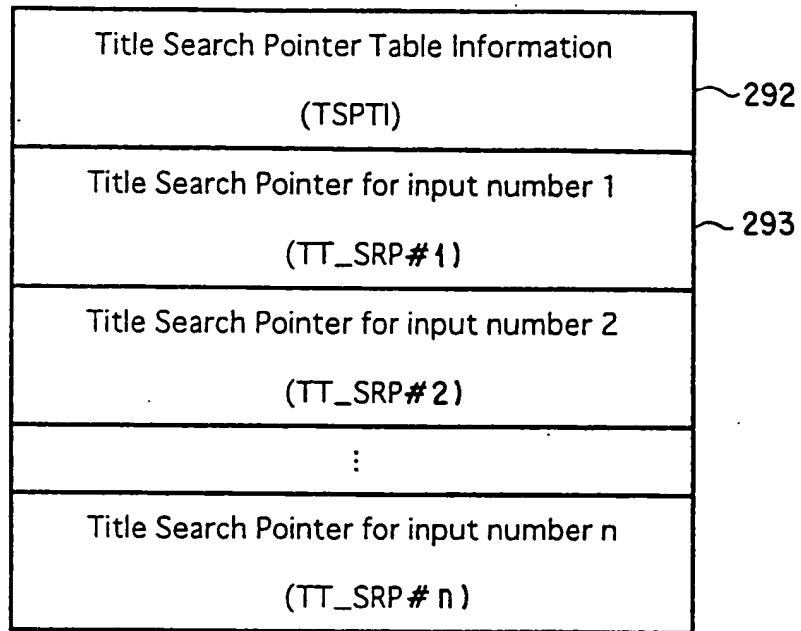 Title Search Pointer Table Information
(TSPTI)
292
Title Search Pointer for input number 1
(TT_SRP#1)
293
Title Search Pointer for input number 2
(TT_SRP#2)
⋮
Title Search Pointer for input number n
(TT_SRP#n)